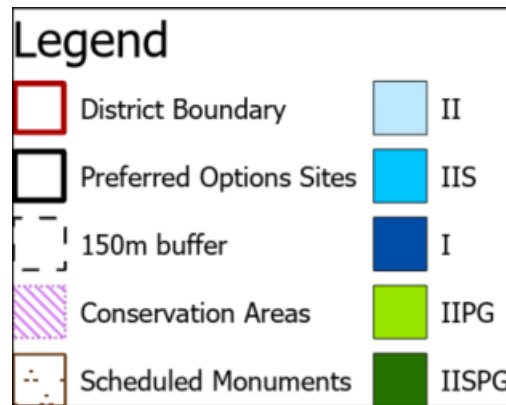 Legend
District Boundary
Preferred Options Sites
150m buffer
Conservation Areas
Scheduled Monuments
II
IIS
I
IIPG
IISPG